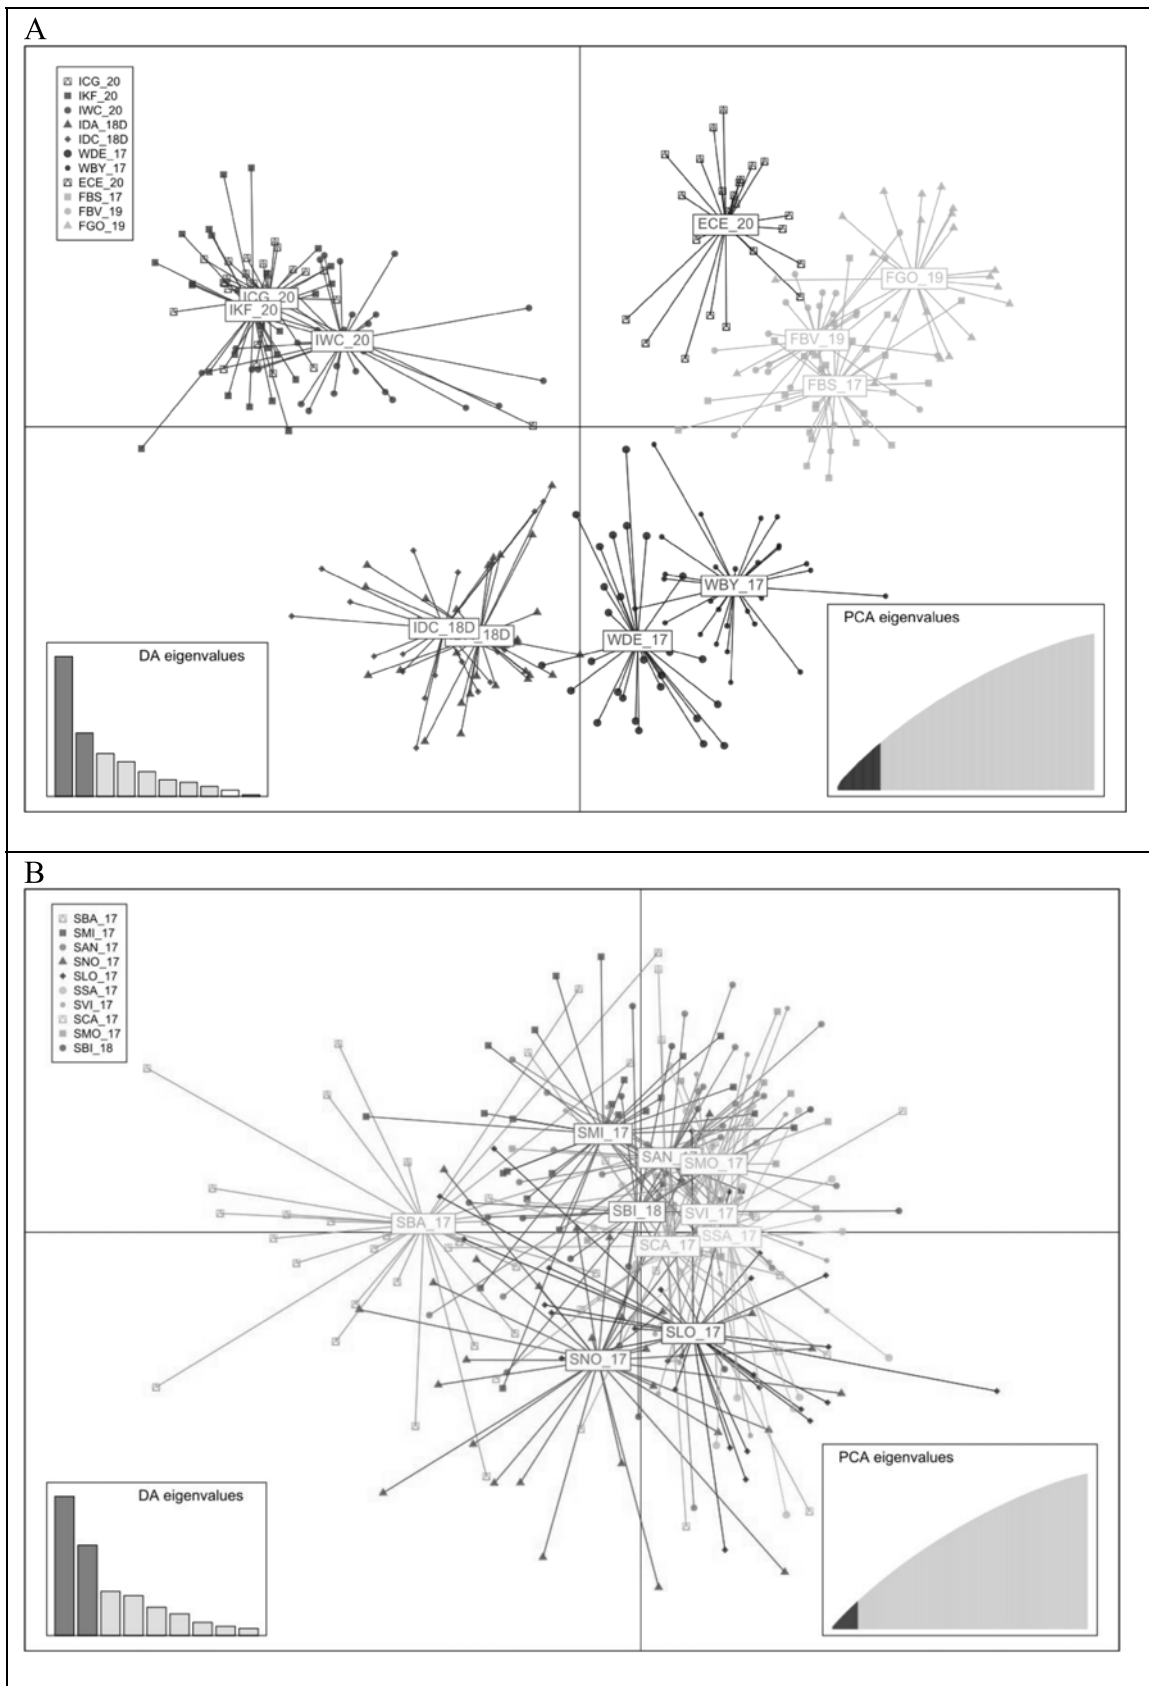 A
ICG_20
IKF_20
IWC_20
IDA_18D
IDC_18D
WDE_17
WBY_17
ECE_20
FBS_17
FBV_19
FGO_19
ECE_20
FGO_19
ICG_20
IKF_20
IWC_20
FBV_19
FBS_17
WBY_17
IDC_18D
18D
WDE_17
PCA eigenvalues
DA eigenvalues
B
SBA_17
SMI_17
SAN_17
SNO_17
SLO_17
SSA_17
SVI_17
SCA_17
SMO_17
SBI_18
SMI_17
SAN_17
SMO_17
SBI_18
SVI_17
SBA_17
SSA_17
SCA_17
SLO_17
SNO_17
PCA eigenvalues
DA eigenvalues